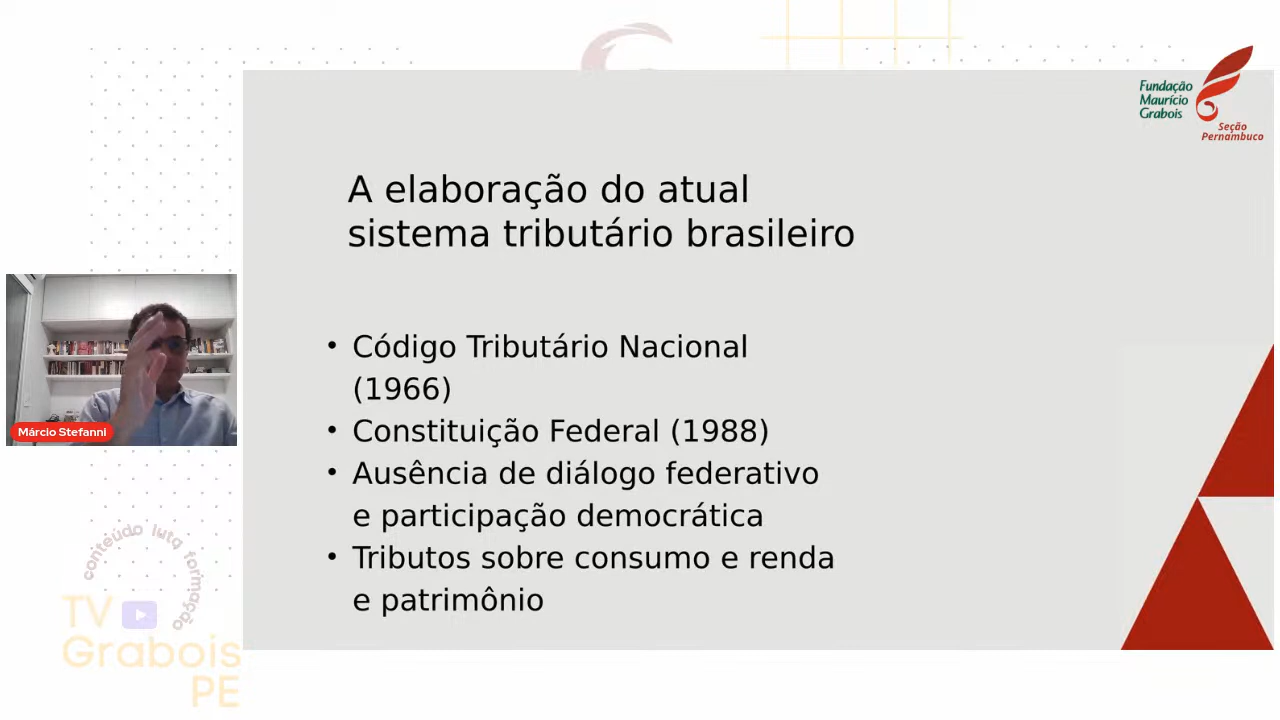 Fundação
Maurício
Grabois
Seção
Pernambuco
A elaboração do atual
sistema tributário brasileiro
• Código Tributário Nacional
(1966)
• Constituição Federal (1988)
• Ausência de diálogo federativo
e participação democrática
• Tributos sobre consumo e renda
e patrimônio
Márcio Stefanni
conteúdo luta formação
TV
Grabois
PE